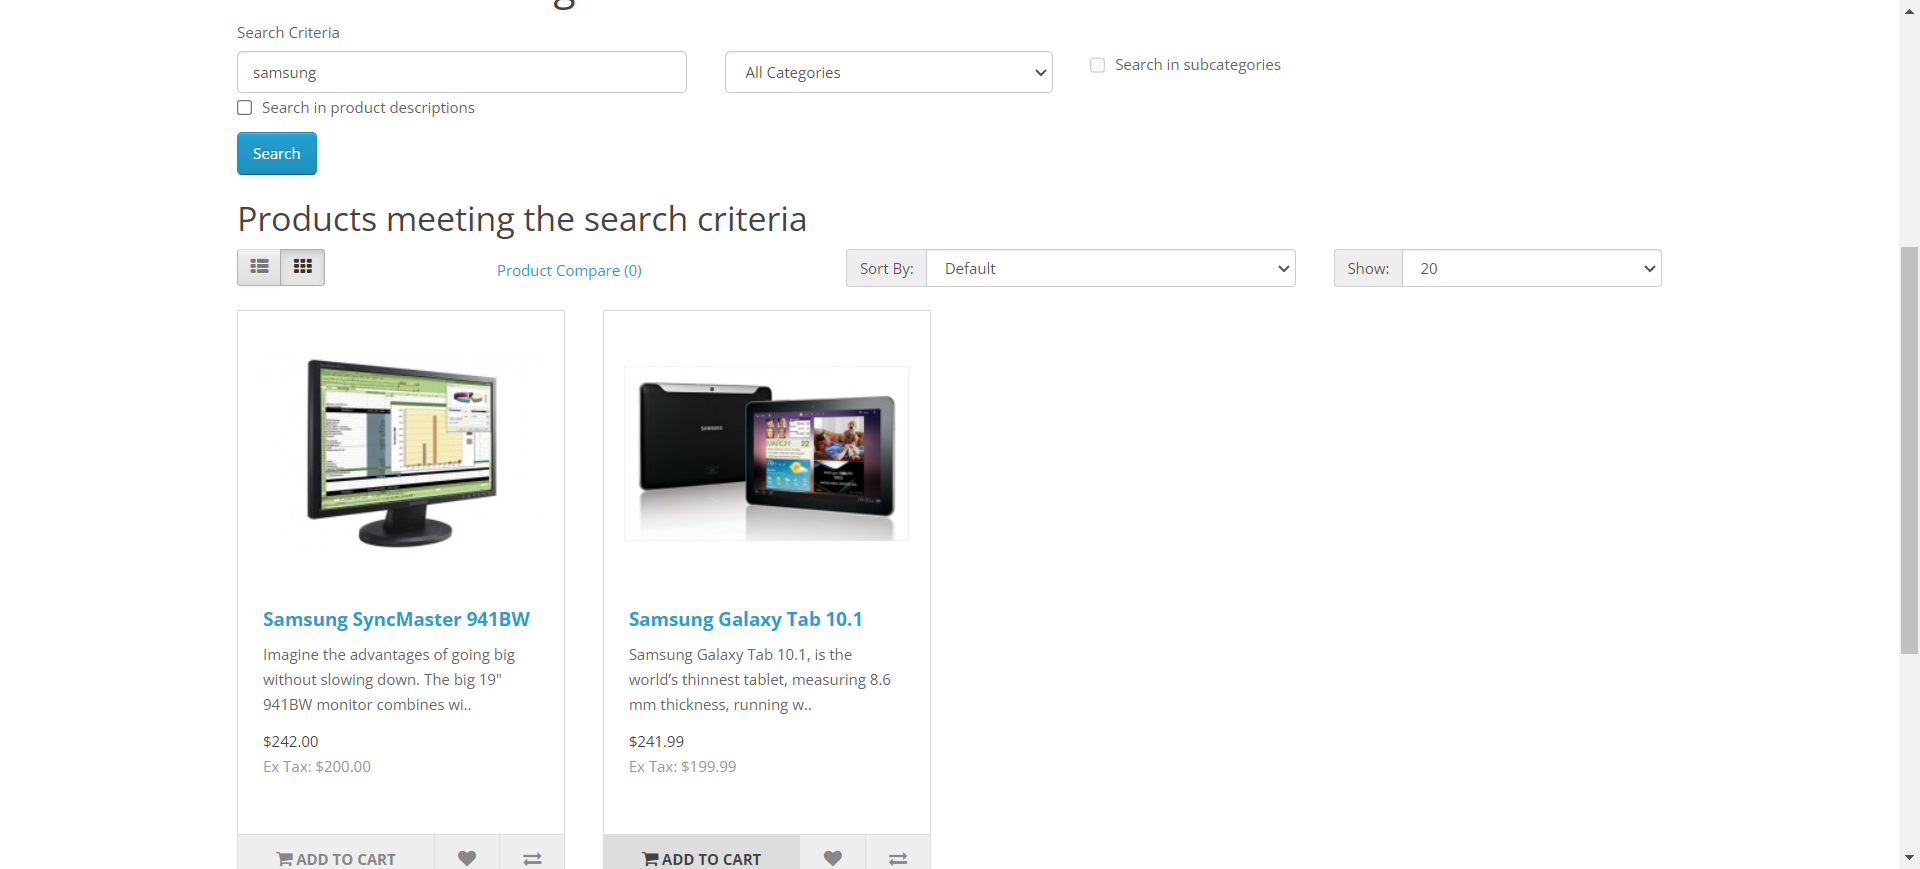 Search Criteria
samsung
All Categories
Search in subcategories
Search in product descriptions
Search
Products meeting the search criteria
Product Compare (0)
Sort By:
Default
Show:
20
SAMSUNG
MARCH 22
Samsung SyncMaster 941BW
Imagine the advantages of going big
without slowing down. The big 19"
941BW monitor combines wi..
$242.00
Ex Tax: $200.00
ADD TO CART
Samsung Galaxy Tab 10.1
Samsung Galaxy Tab 10.1, is the
world’s thinnest tablet, measuring 8.6
mm thickness, running w..
$241.99
Ex Tax: $199.99
ADD TO CART